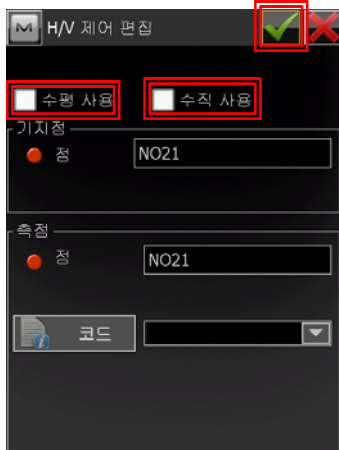 H/V 제어 편집
수평 사용 수직 사용
기지점
점 NO21
측점
점 NO21
코드